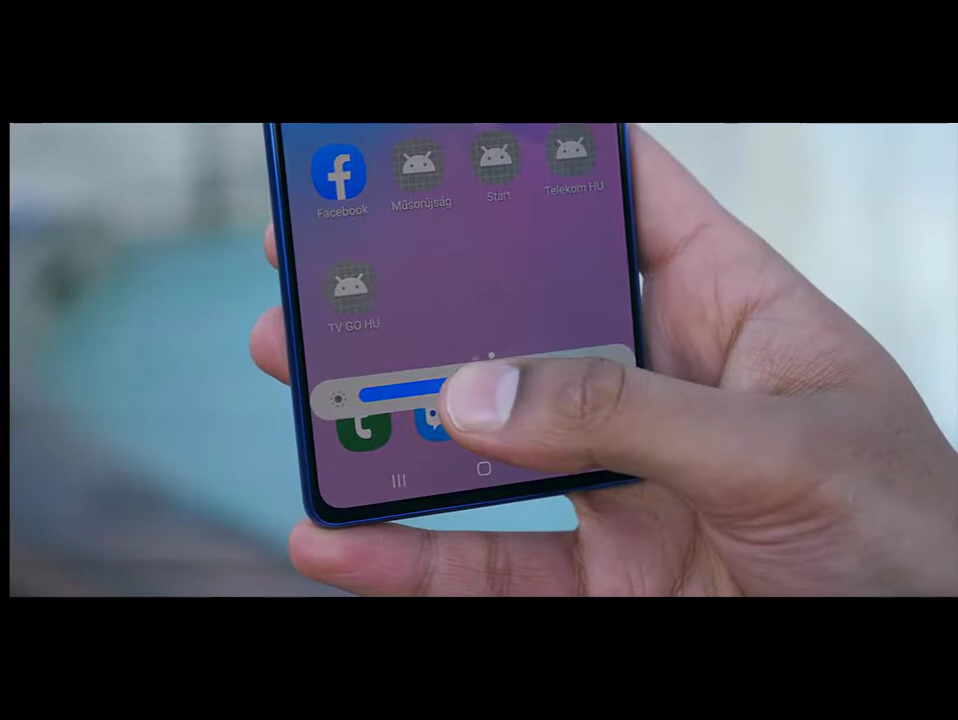 Facebook
Műsorújság
Start
Telekom HU
TV GO HU